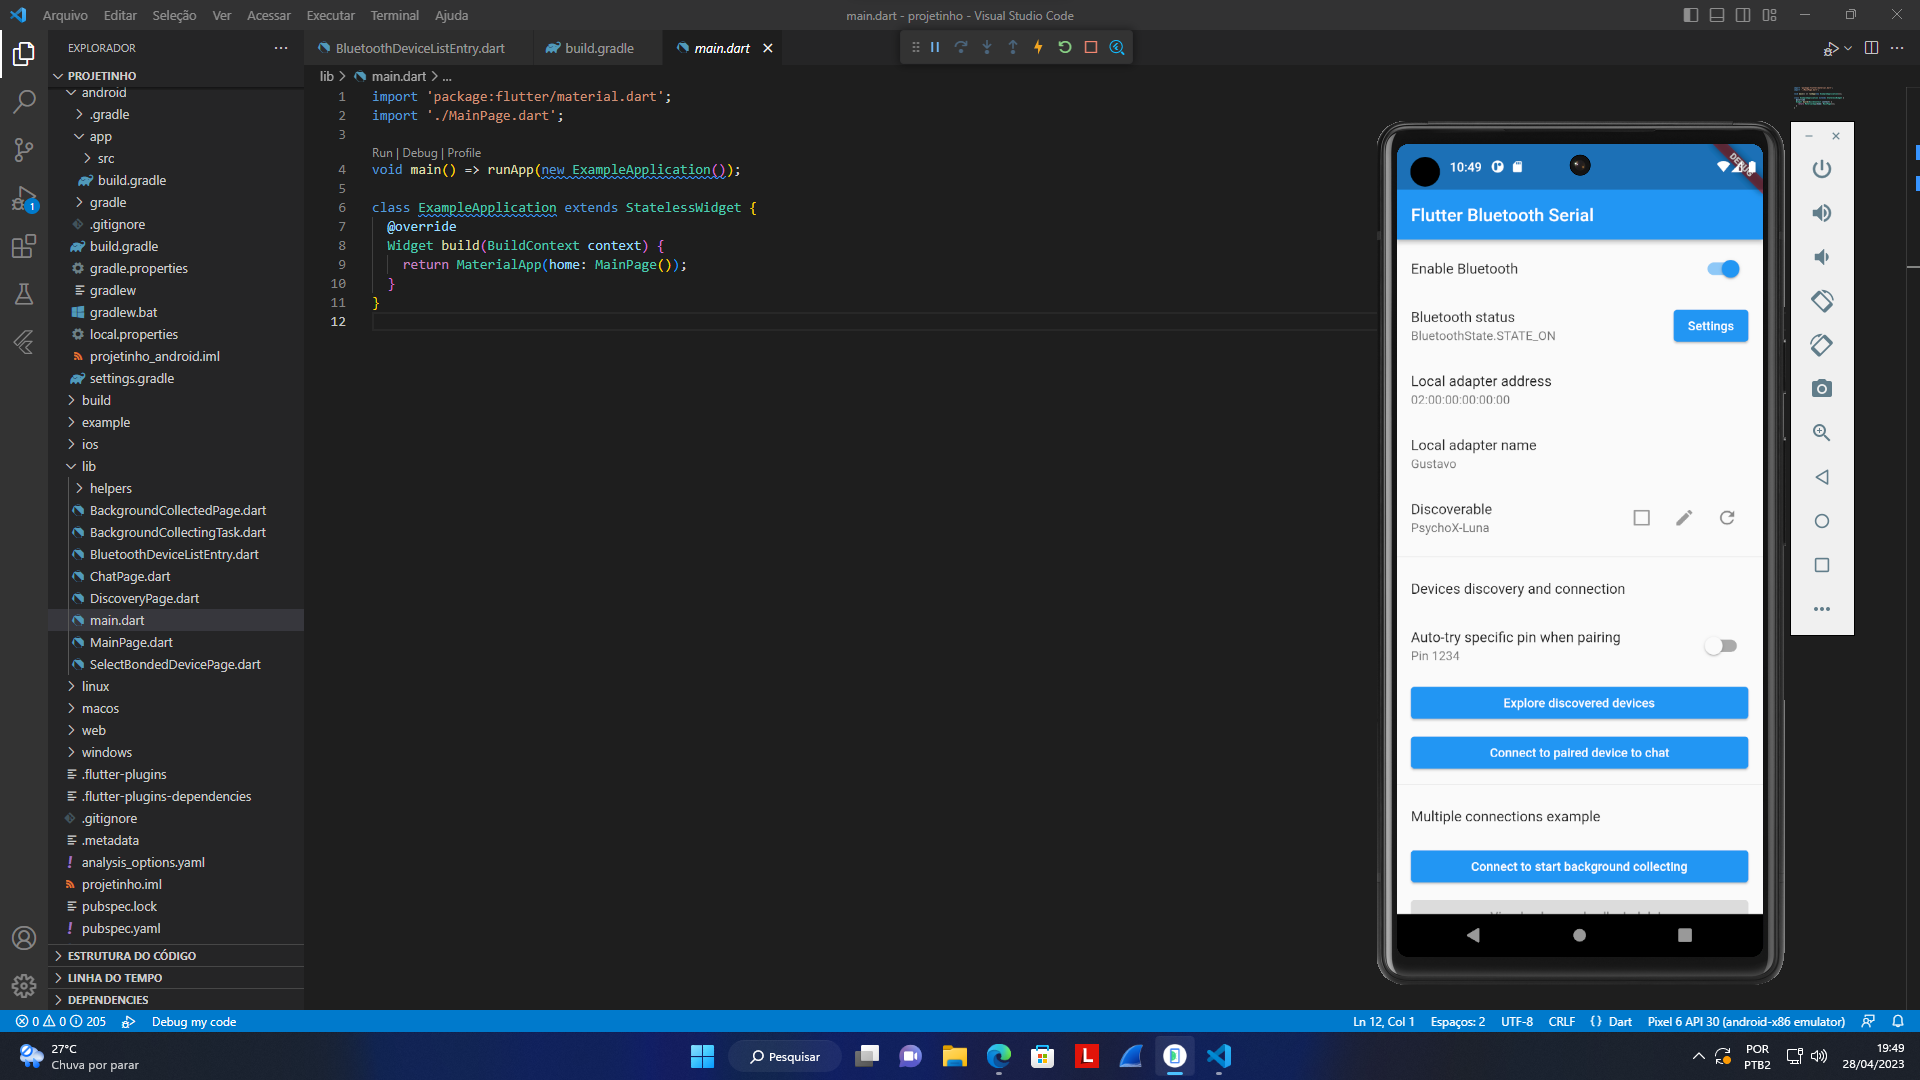 Arquivo Editar Seleção Ver Acessar Executar Terminal Ajuda
main.dart - projetinho - Visual Studio Code
EXPLORADOR
PROJETINHO
android
.gradle
app
src
build.gradle
gradle
.gitignore
build.gradle
gradle.properties
gradlew
gradlew.bat
local.properties
projetinho_android.iml
settings.gradle
build
example
ios
lib
helpers
BackgroundCollectedPage.dart
BackgroundCollectingTask.dart
BluetoothDeviceListEntry.dart
ChatPage.dart
DiscoveryPage.dart
main.dart
MainPage.dart
SelectBondedDevicePage.dart
linux
macos
web
windows
.flutter-plugins
.flutter-plugins-dependencies
.gitignore
.metadata
analysis_options.yaml
projetinho.iml
pubspec.lock
pubspec.yaml
ESTRUTURA DO CÓDIGO
LINHA DO TEMPO
DEPENDENCIES
1
BluetoothDeviceListEntry.dart build.gradle main.dart
lib > main.dart > ...
1 import 'package:flutter/material.dart';
2 import './MainPage.dart';
3
Run | Debug | Profile
4 void main() => runApp(new ExampleApplication());
5
6 class ExampleApplication extends StatelessWidget {
7 @override
8 Widget build(BuildContext context) {
9 return MaterialApp(home: MainPage());
10 }
11 }
12
10:49
DEBUG
Flutter Bluetooth Serial
Enable Bluetooth
Bluetooth status
BluetoothState.STATE_ON
Settings
Local adapter address
02:00:00:00:00:00
Local adapter name
Gustavo
Discoverable
PsychoX-Luna
Devices discovery and connection
Auto-try specific pin when pairing
Pin 1234
Explore discovered devices
Connect to paired device to chat
Multiple connections example
Connect to start background collecting
0 0 205 Debug my code
Ln 12, Col 1 Espaços: 2 UTF-8 CRLF {} Dart Pixel 6 API 30 (android-x86 emulator)
27°C
Chuva por parar
Pesquisar
L
POR
PTB2
19:49
28/04/2023